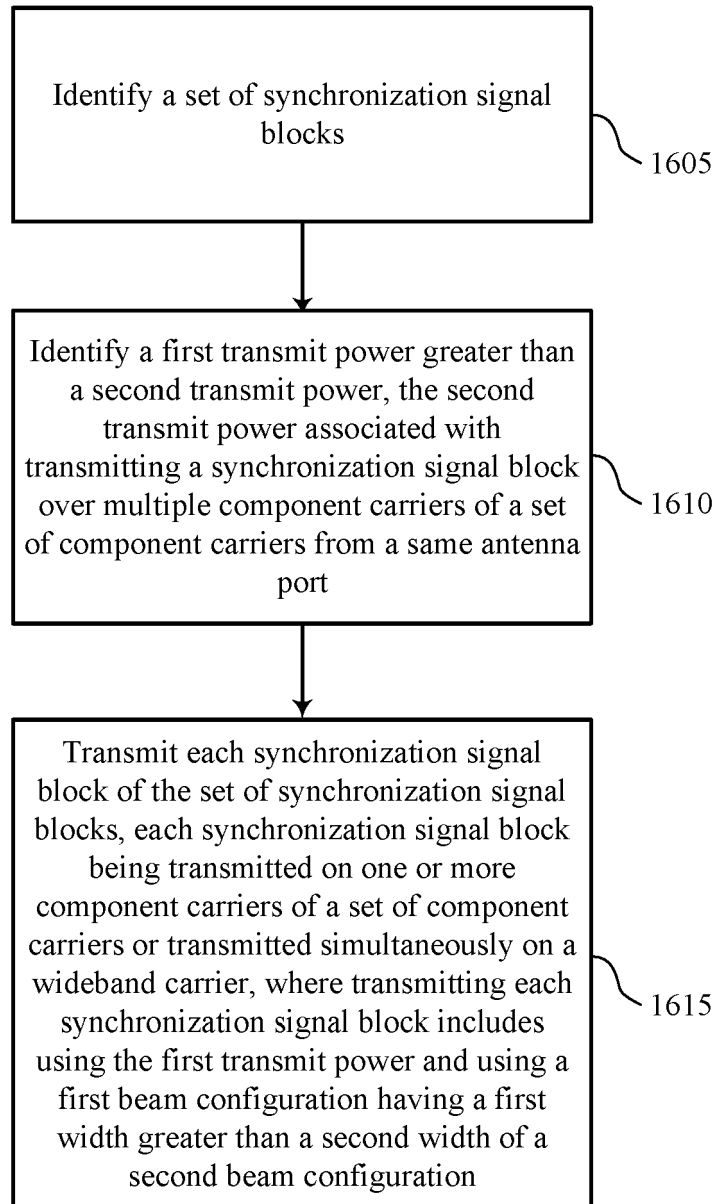 Identify a set of synchronization signal
blocks
1605
Identify a first transmit power greater than
a second transmit power, the second
transmit power associated with
transmitting a synchronization signal block
over multiple component carriers of a set
of component carriers from a same antenna
port
1610
Transmit each synchronization signal
block of the set of synchronization signal
blocks, each synchronization signal block
being transmitted on one or more
component carriers of a set of component
carriers or transmitted simultaneously on a
wideband carrier, where transmitting each
synchronization signal block includes
using the first transmit power and using a
first beam configuration having a first
width greater than a second width of a
second beam configuration
1615